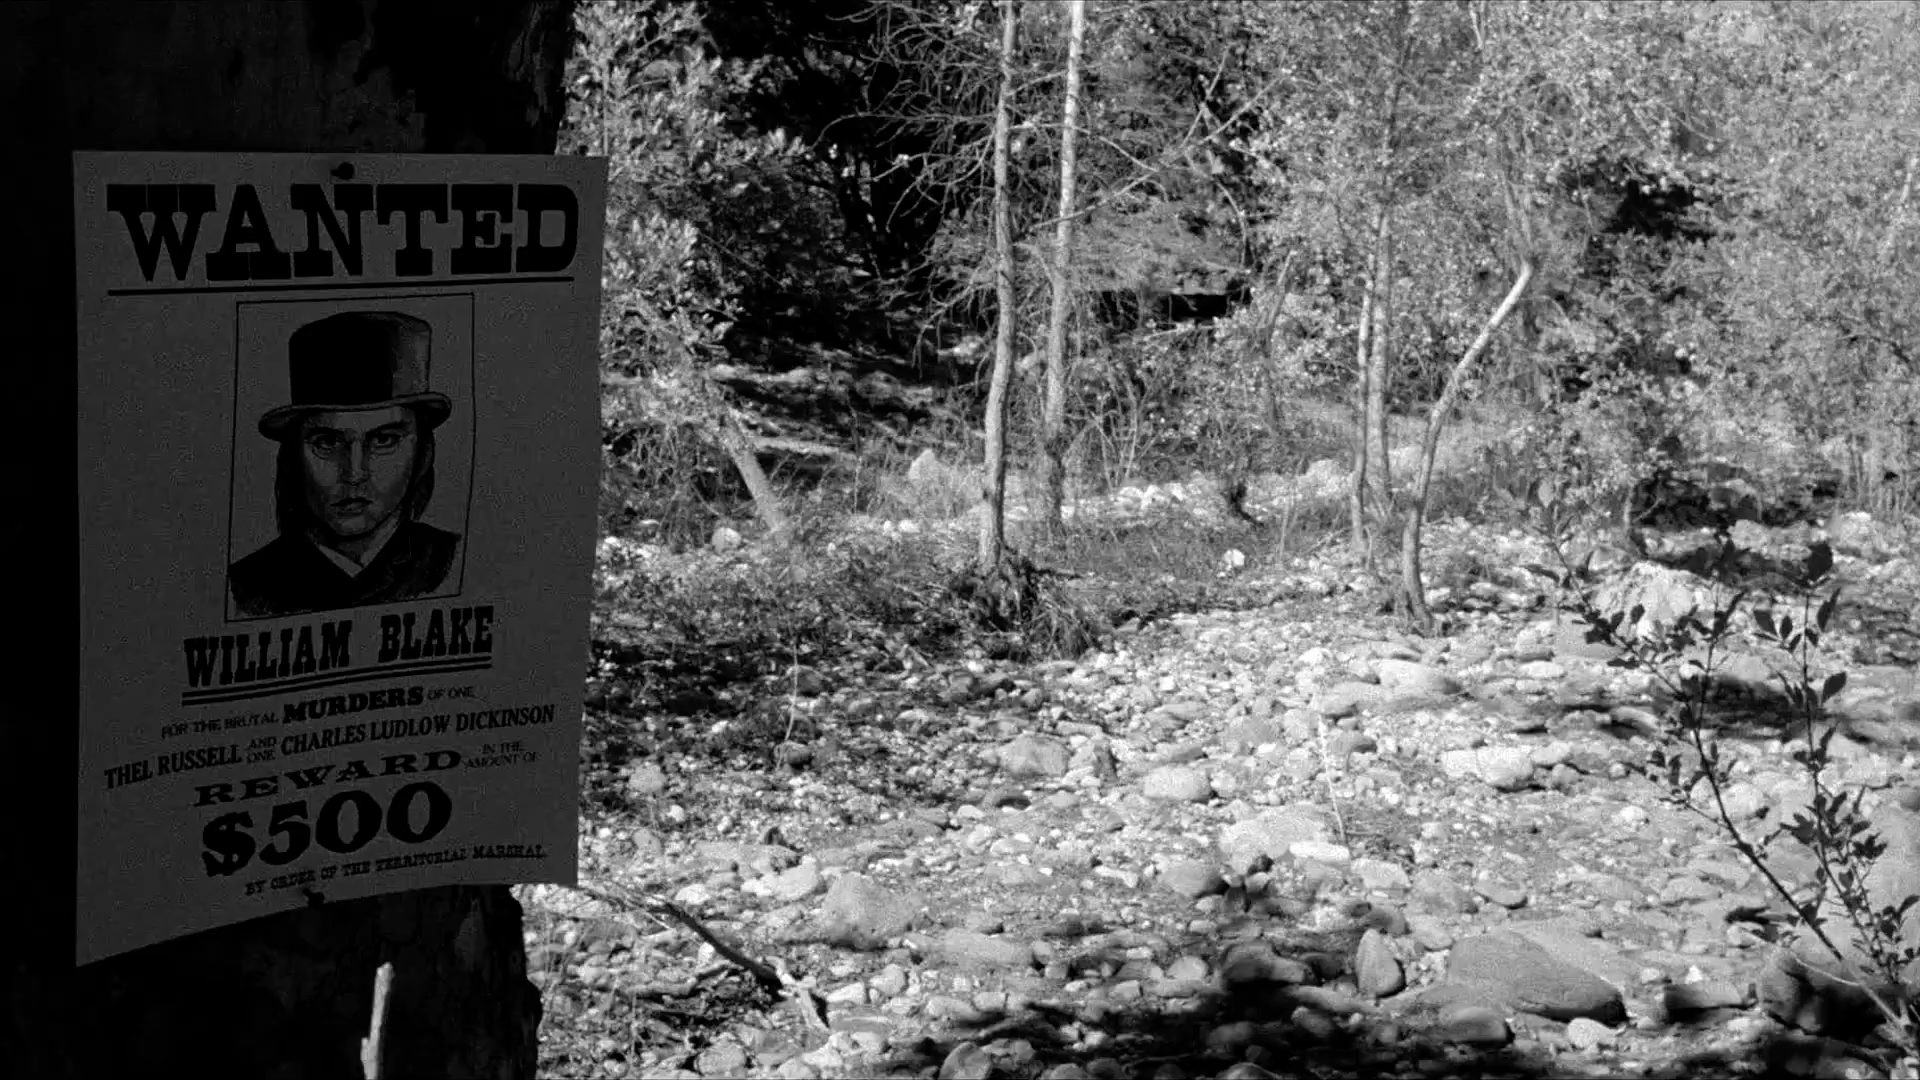 WANTED
WILLIAM BLAKE
FOR THE BRUTAL MURDERS OF ONE
THEL RUSSELL AND ONE CHARLES LUDLOW DICKINSON
REWARD IN THE AMOUNT OF
$500
BY ORDER OF THE TERRITORIAL MARSHAL